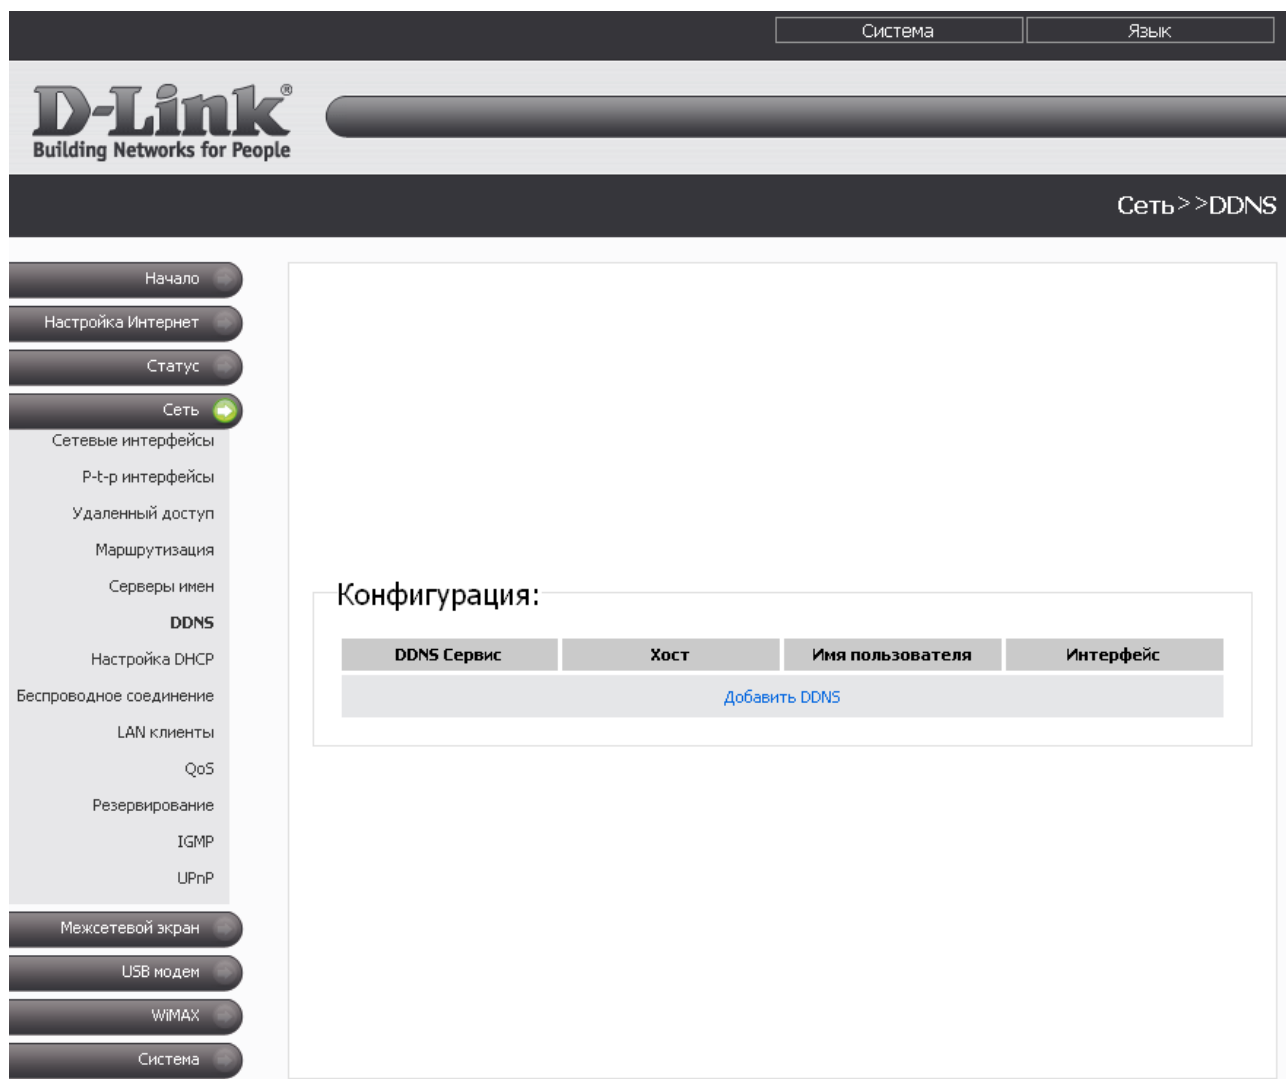 Система
Язык
D-Link®
Building Networks for People
Сеть>>DDNS
Начало
Настройка Интернет
Статус
Сеть
Сетевые интерфейсы
P-t-p интерфейсы
Удаленный доступ
Маршрутизация
Серверы имен
DDNS
Настройка DHCP
Беспроводное соединение
LAN клиенты
QoS
Резервирование
IGMP
UPnP
Межсетевой экран
USB модем
WiMAX
Система
Конфигурация:
DDNS Сервис Хост Имя пользователя Интерфейс
Добавить DDNS